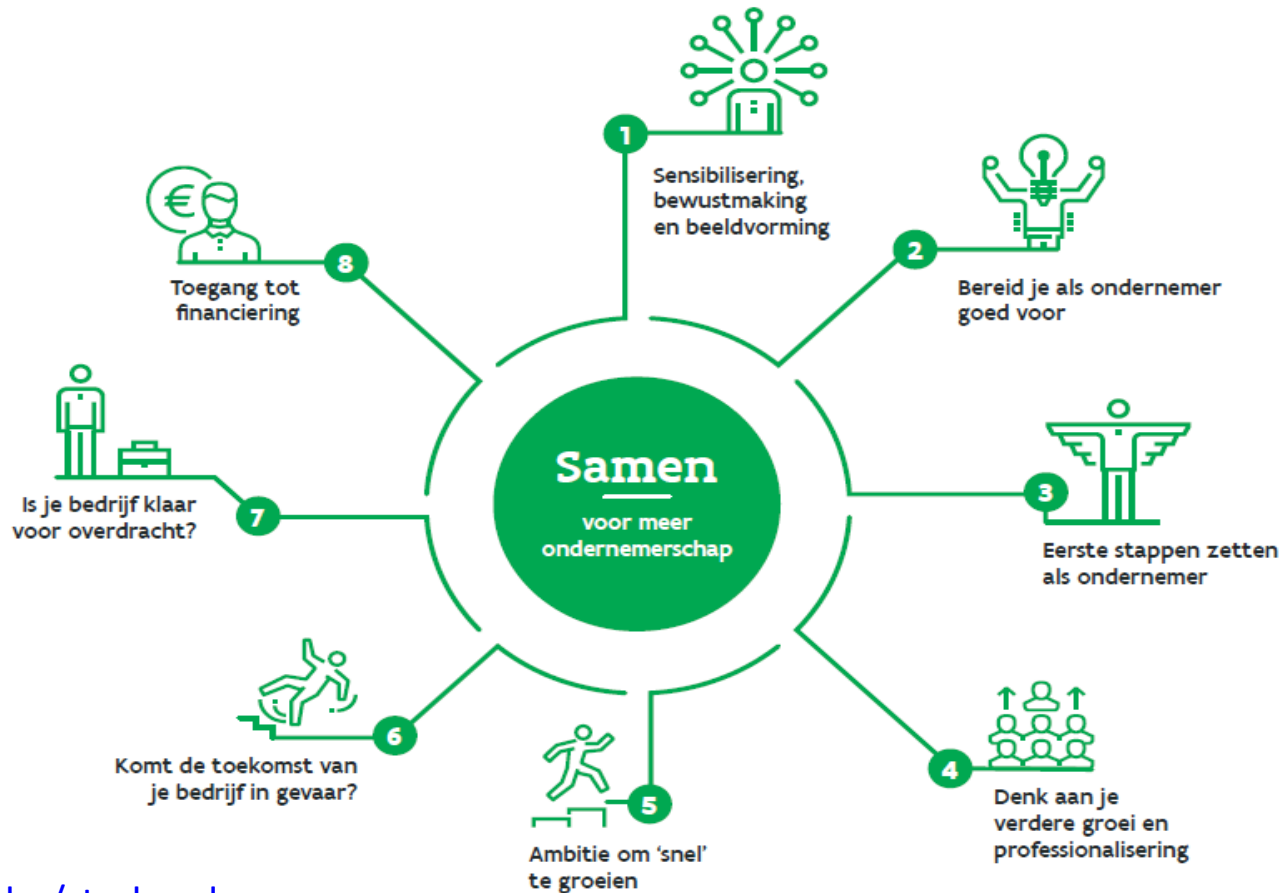 Samen
voor meer
ondernemerschap
1
Sensibilisering,
bewustmaking
en beeldvorming
2
Bereid je als ondernemer
goed voor
3
Eerste stappen zetten
als ondernemer
4
Denk aan je
verdere groei en
professionalisering
5
Ambitie om ‘snel’
te groeien
6
Komt de toekomst van
je bedrijf in gevaar?
7
Is je bedrijf klaar
voor overdracht?
8
€
Toegang tot
financiering